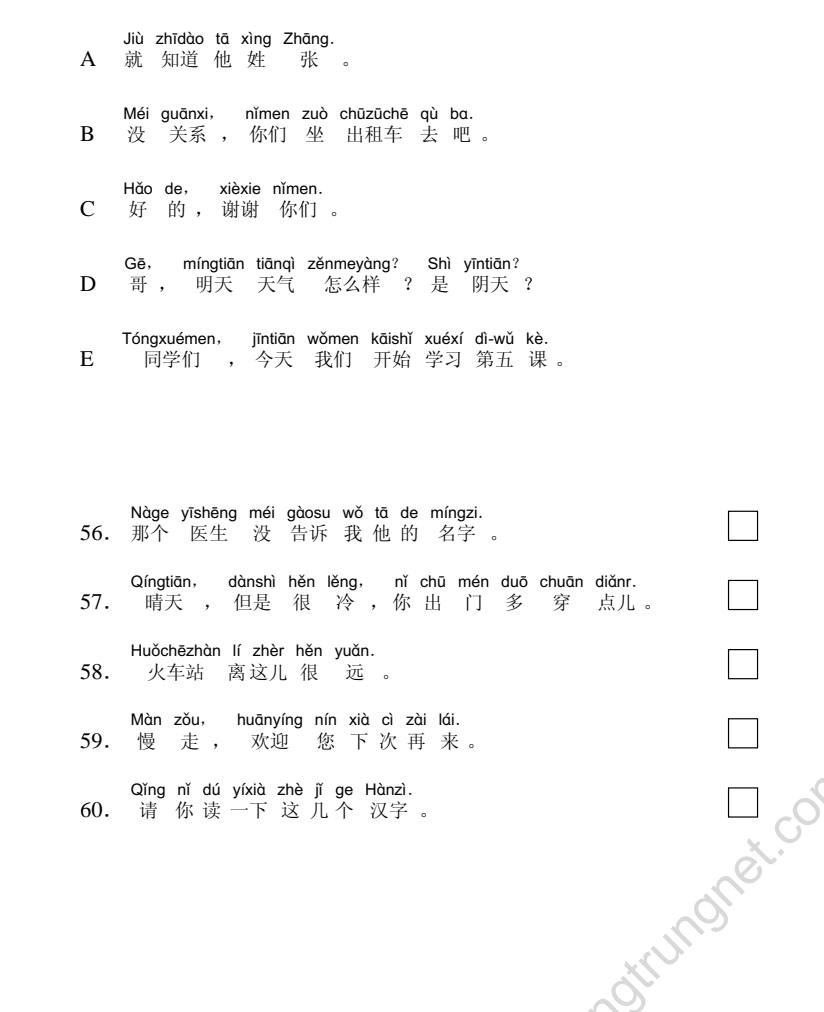 Jiù zhīdào tā xìng Zhāng.
A 就 知道 他 姓 张 。
Méi guānxi, nǐmen zuò chūzūchē qù ba.
B 没 关系 ，你们 坐 出租车 去 吧 。
Hǎo de, xièxie nǐmen.
C 好 的 ，谢谢 你们 。
Gē, míngtiān tiānqì zěnmeyàng? Shì yīntiān?
D 哥 ， 明天 天气 怎么样 ？是 阴天 ？
Tóngxuémen, jīntiān wǒmen kāishǐ xuéxí dì-wǔ kè.
E 同学们 ，今天 我们 开始 学习 第五 课 。
Nàge yīshēng méi gàosu wǒ tā de míngzi.
56. 那个 医生 没 告诉 我 他 的 名字 。
Qíngtiān, dànshì hěn lěng, nǐ chū mén duō chuān diǎnr.
57. 晴天 ，但是 很 冷 ，你 出 门 多 穿 点儿 。
Huǒchēzhàn lí zhèr hěn yuǎn.
58. 火车站 离 这儿 很 远 。
Màn zǒu, huānyíng nín xià cì zài lái.
59. 慢 走 ， 欢迎 您 下 次 再 来 。
Qǐng nǐ dú yíxià zhè jǐ ge Hànzì.
60. 请 你 读 一下 这 几 个 汉字 。
gtrungnet.co